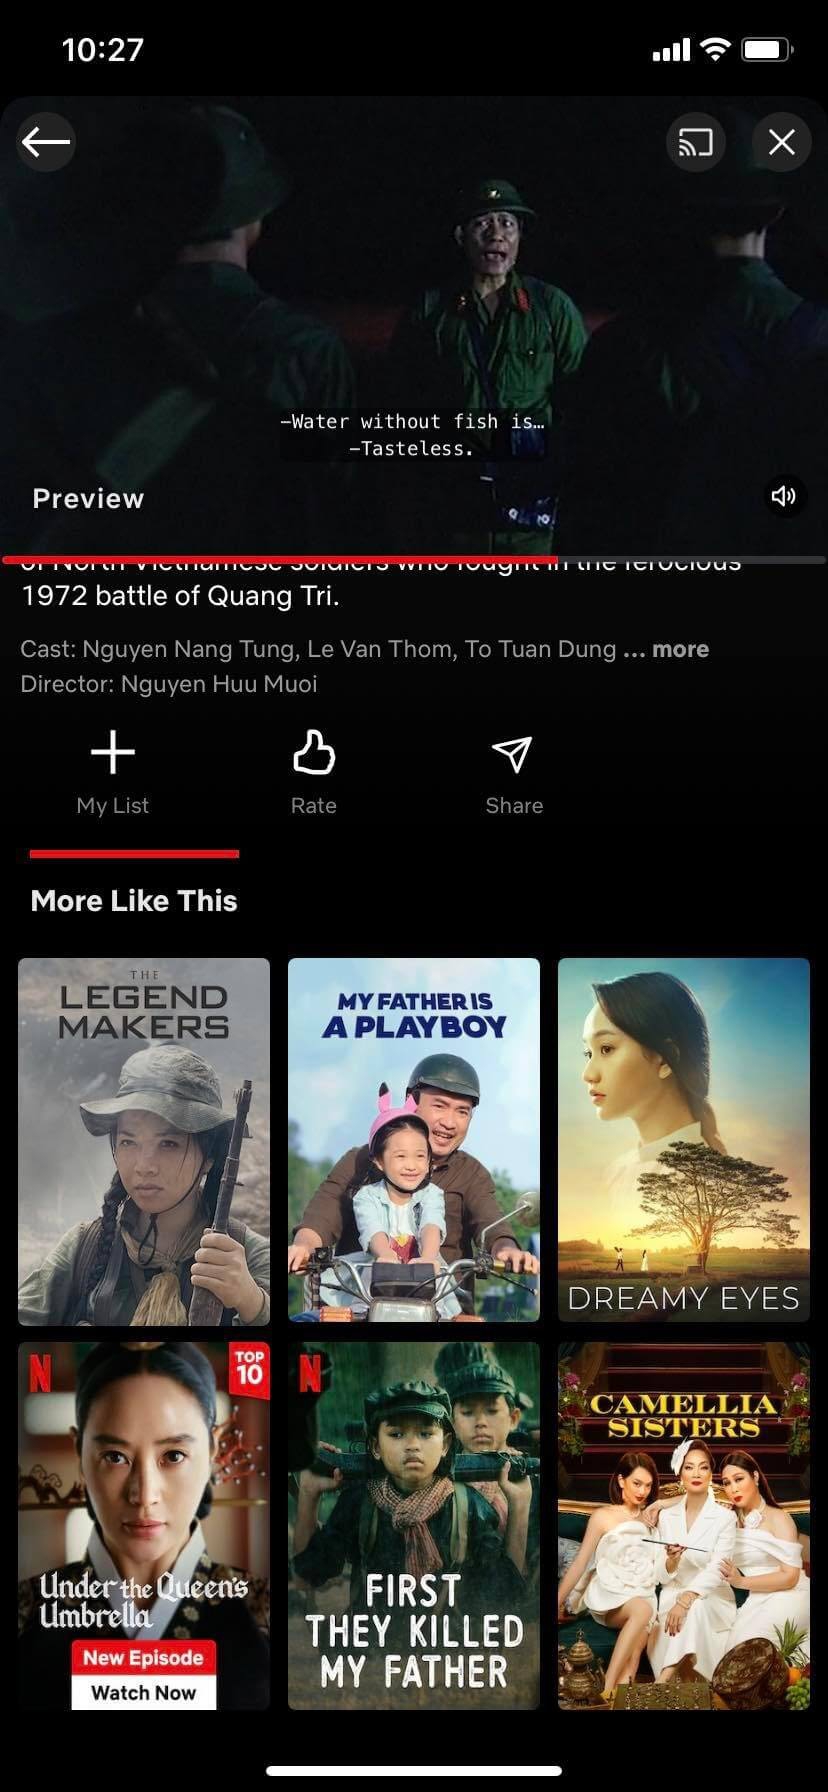 10:27
-Water without fish is…
-Tasteless.
Preview
of North Vietnamese soldiers who fought in the ferocious
1972 battle of Quang Tri.
Cast: Nguyen Nang Tung, Le Van Thom, To Tuan Dung ... more
Director: Nguyen Huu Muoi
My List
Rate
Share
More Like This
THE
LEGEND
MAKERS
MY FATHER IS
A PLAYBOY
DREAMY EYES
N
TOP
10
Under the Queen's
Umbrella
New Episode
Watch Now
N
FIRST
THEY KILLED
MY FATHER
CAMELLIA
SISTERS